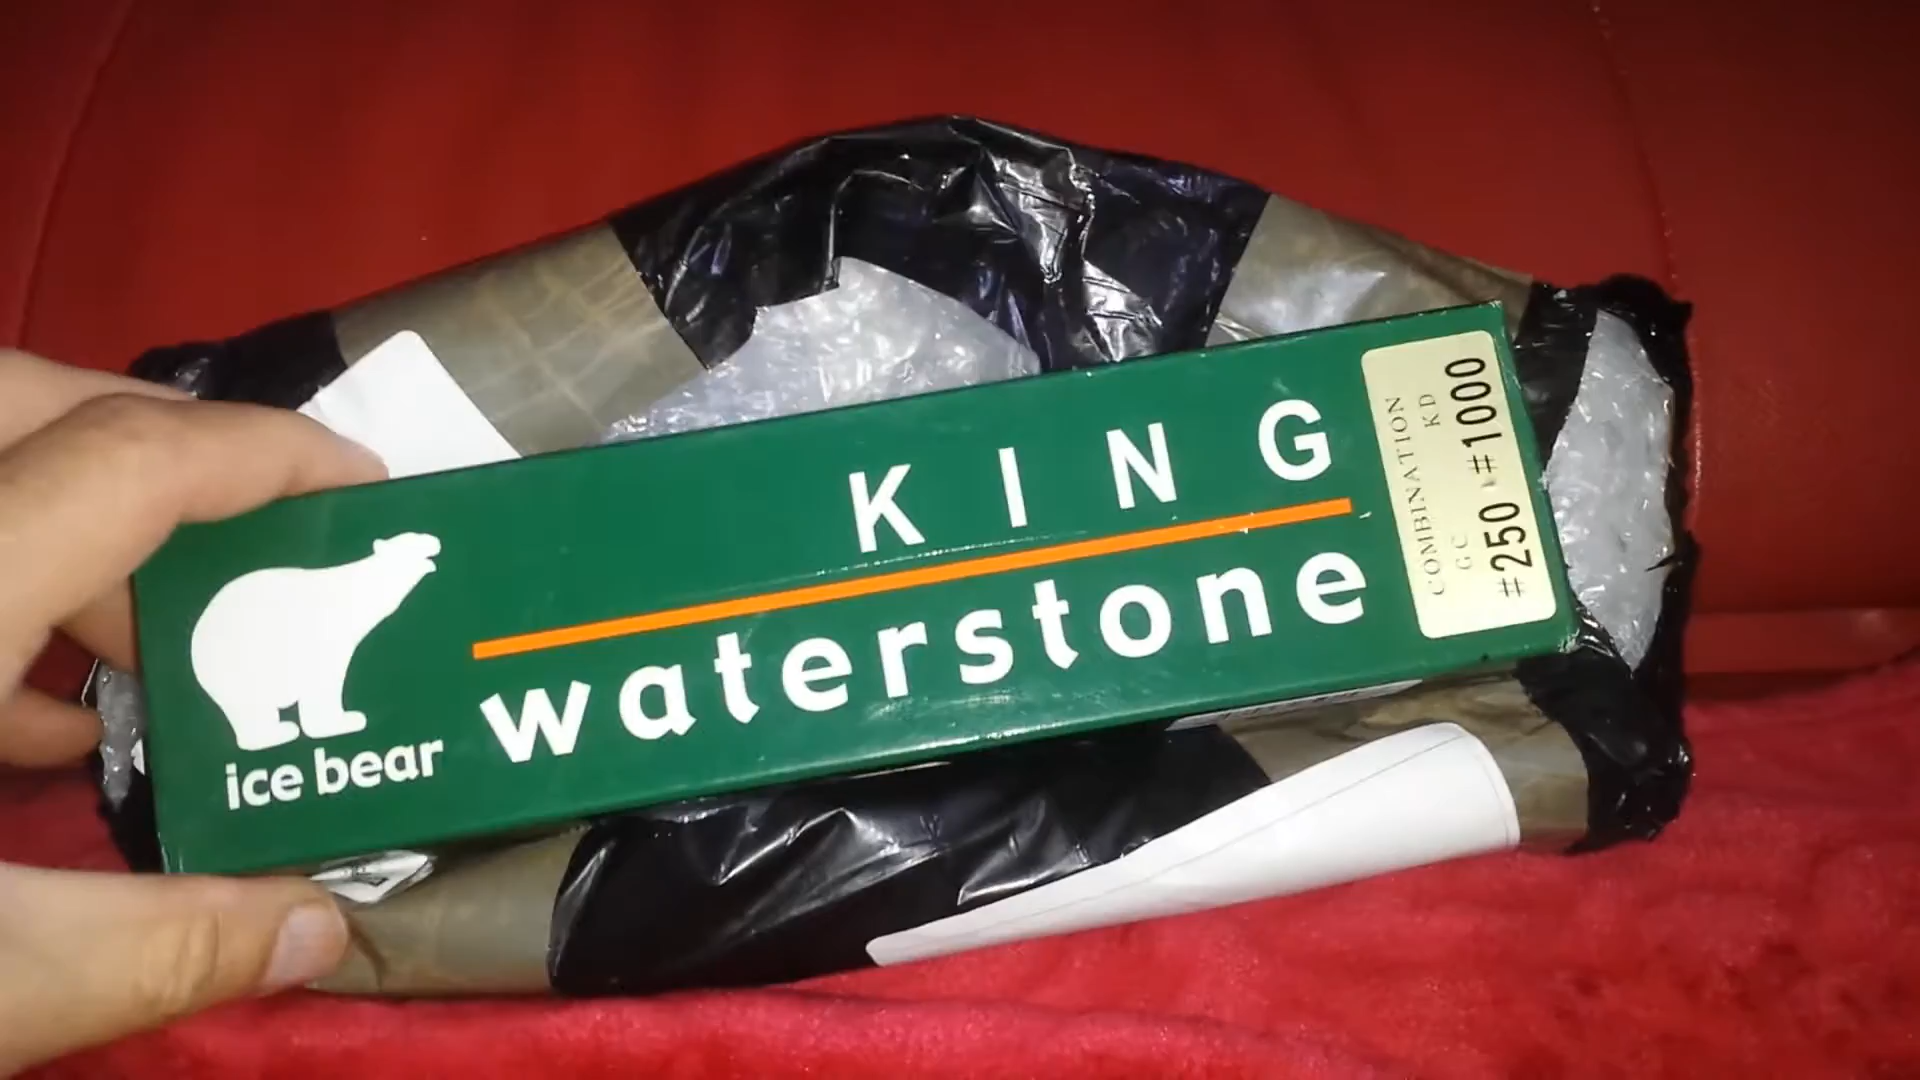 KING
waterstone
ice bear
COMBINATION
GC KD
#250 #1000